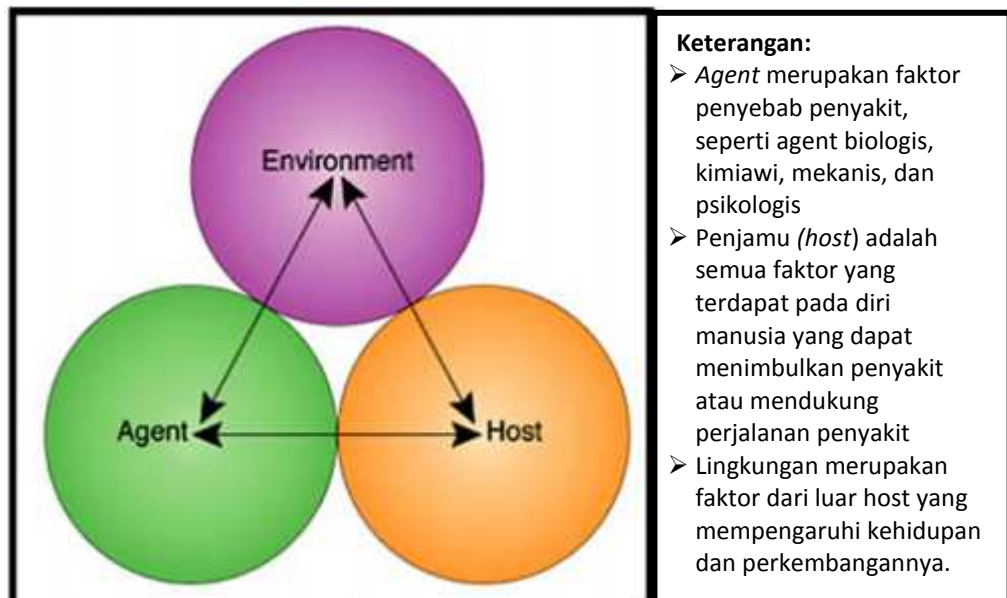 Environment
Agent
Host
Keterangan:
➢ Agent merupakan faktor
penyebab penyakit,
seperti agent biologis,
kimiawi, mekanis, dan
psikologis
➢ Penjamu (host) adalah
semua faktor yang
terdapat pada diri
manusia yang dapat
menimbulkan penyakit
atau mendukung
perjalanan penyakit
➢ Lingkungan merupakan
faktor dari luar host yang
mempengaruhi kehidupan
dan perkembangannya.